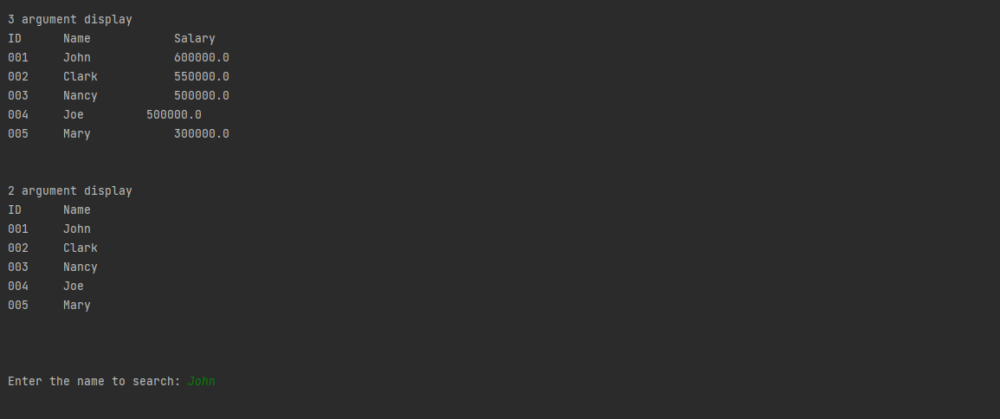 3 argument display
ID      Name            Salary
001     John            600000.0
002     Clark           550000.0
003     Nancy           500000.0
004     Joe         500000.0
005     Mary            300000.0
2 argument display
ID      Name
001     John
002     Clark
003     Nancy
004     Joe
005     Mary
Enter the name to search: John